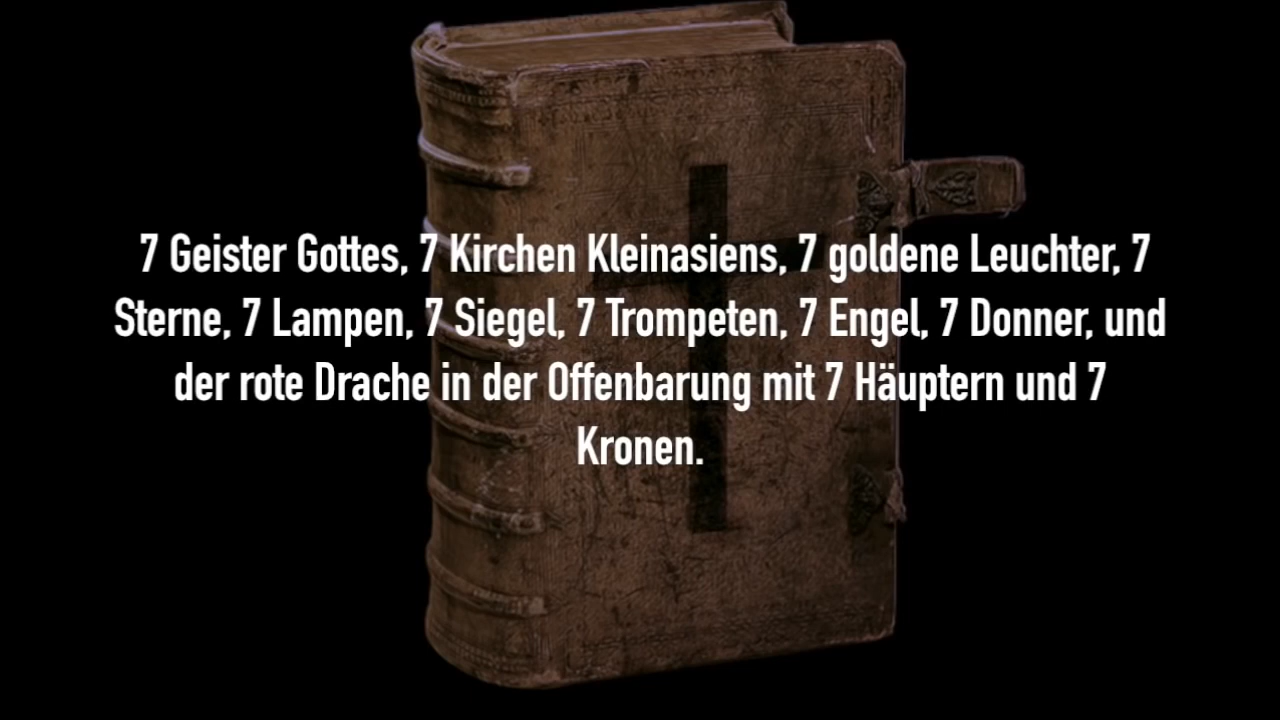 7 Geister Gottes, 7 Kirchen Kleinasiens, 7 goldene Leuchter, 7
Sterne, 7 Lampen, 7 Siegel, 7 Trompeten, 7 Engel, 7 Donner, und
der rote Drache in der Offenbarung mit 7 Häuptern und 7
Kronen.